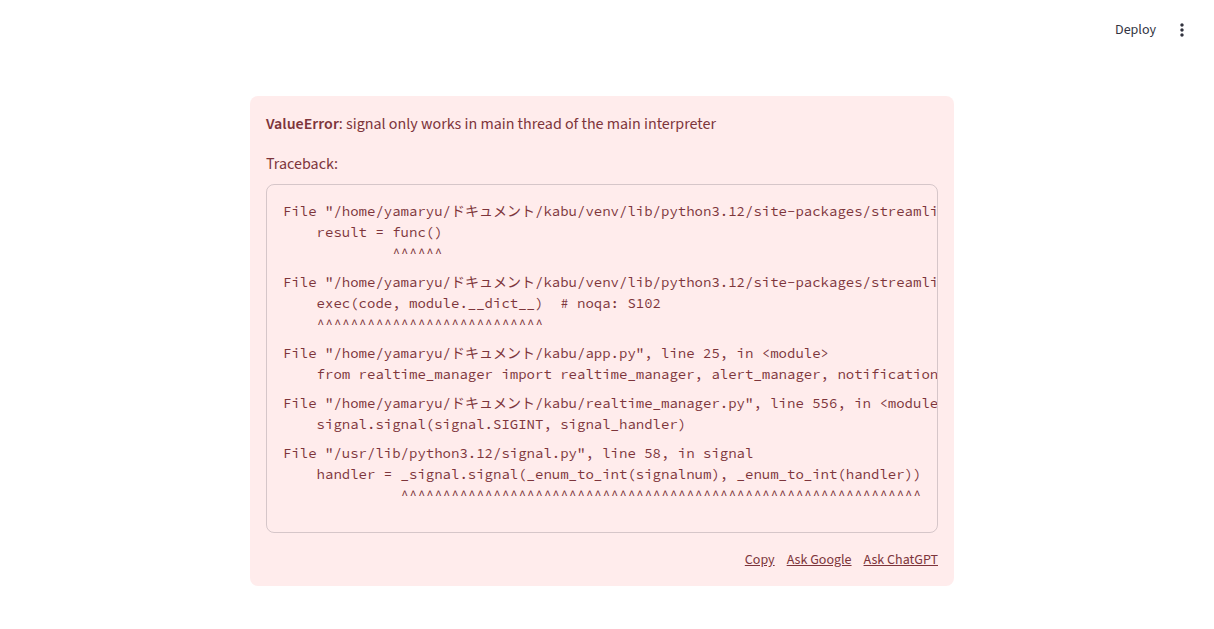 Deploy
ValueError: signal only works in main thread of the main interpreter
Traceback:
File "/home/yamaryu/ドキュメント/kabu/venv/lib/python3.12/site-packages/streamli
    result = func()
             ^^^^^^
File "/home/yamaryu/ドキュメント/kabu/venv/lib/python3.12/site-packages/streamli
    exec(code, module.__dict__)  # noqa: S102
    ^^^^^^^^^^^^^^^^^^^^^^^^^^^
File "/home/yamaryu/ドキュメント/kabu/app.py", line 25, in <module>
    from realtime_manager import realtime_manager, alert_manager, notification
File "/home/yamaryu/ドキュメント/kabu/realtime_manager.py", line 556, in <module
    signal.signal(signal.SIGINT, signal_handler)
File "/usr/lib/python3.12/signal.py", line 58, in signal
    handler = _signal.signal(_enum_to_int(signalnum), _enum_to_int(handler))
              ^^^^^^^^^^^^^^^^^^^^^^^^^^^^^^^^^^^^^^^^^^^^^^^^^^^^^^^^^^^^^^
Copy Ask Google Ask ChatGPT